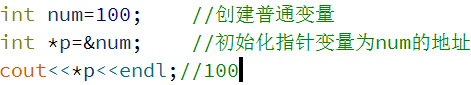 int num=100;    //创建普通变量
int *p=&num;    //初始化指针变量为num的地址
cout<<*p<<endl;//100